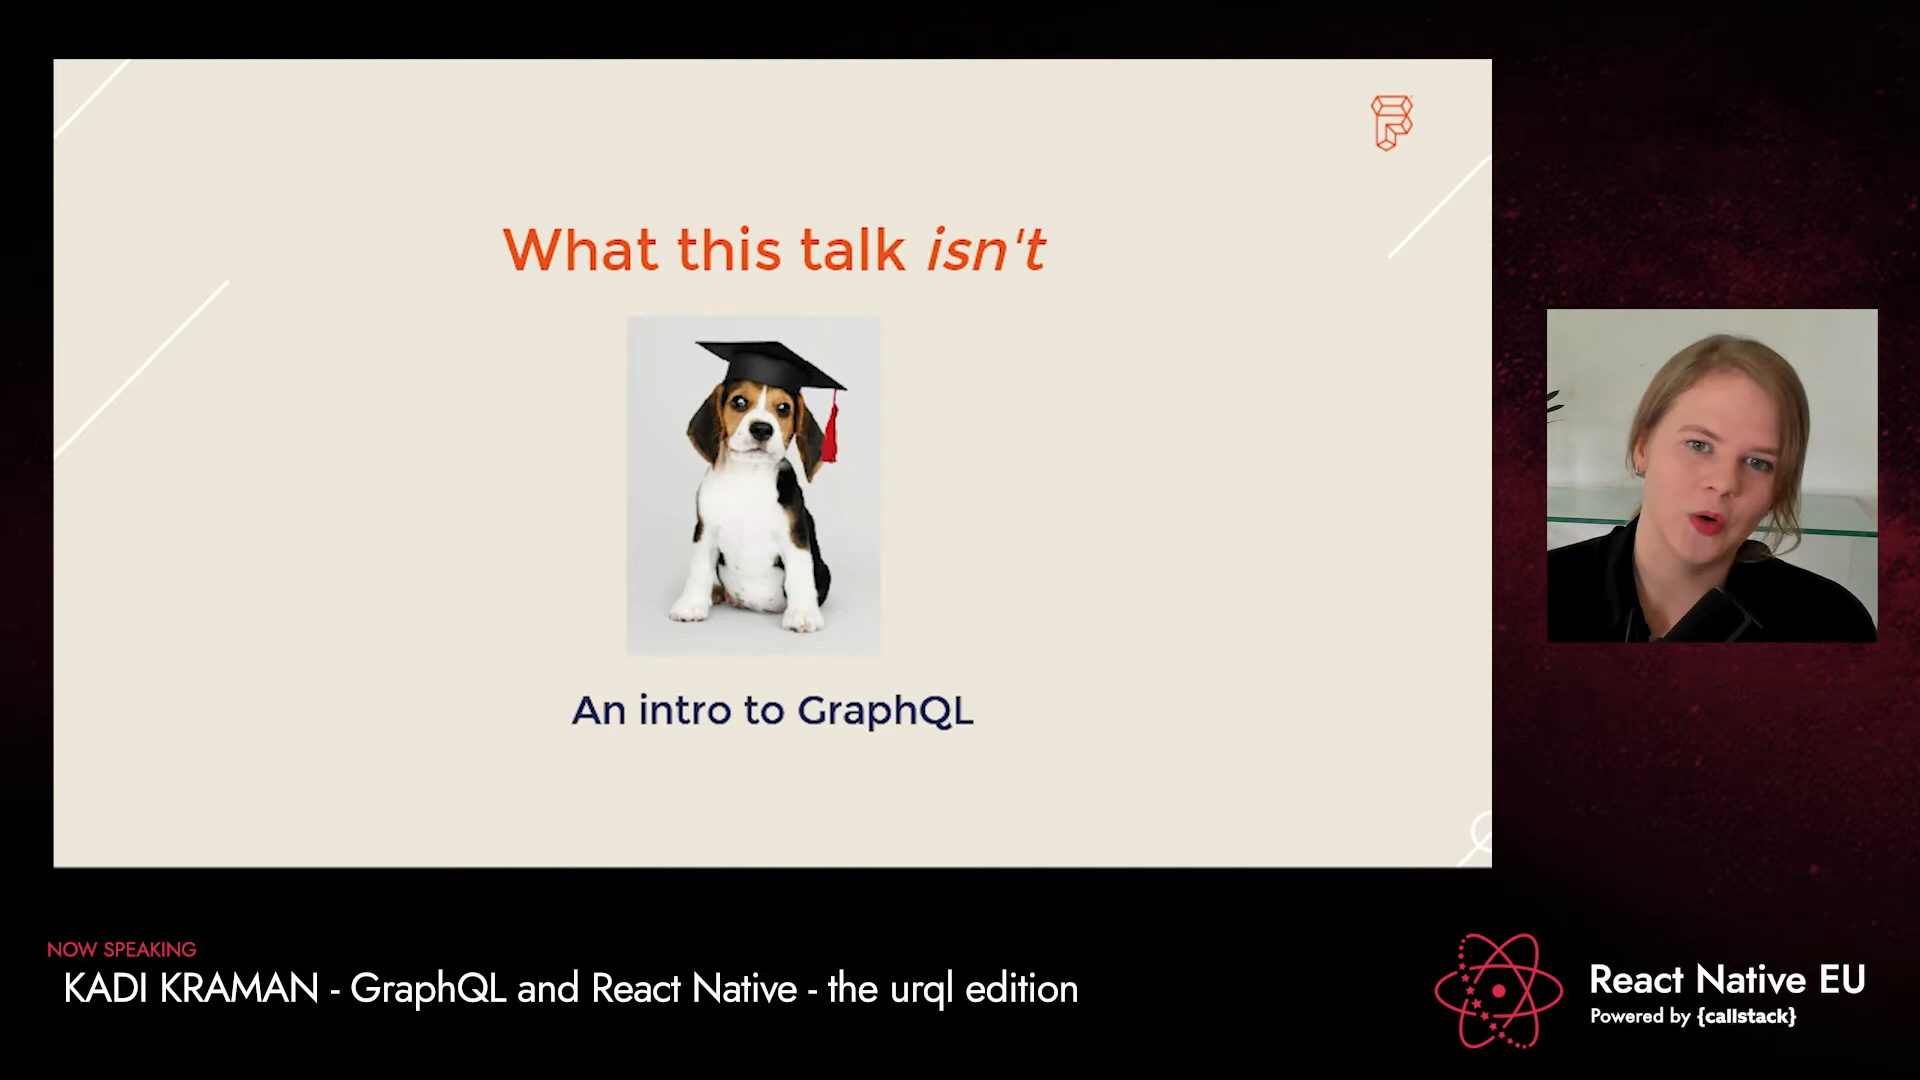 What this talk isn't
An intro to GraphQL
NOW SPEAKING
KADI KRAMAN - GraphQL and React Native - the urql edition
React Native EU
Powered by {callstack}